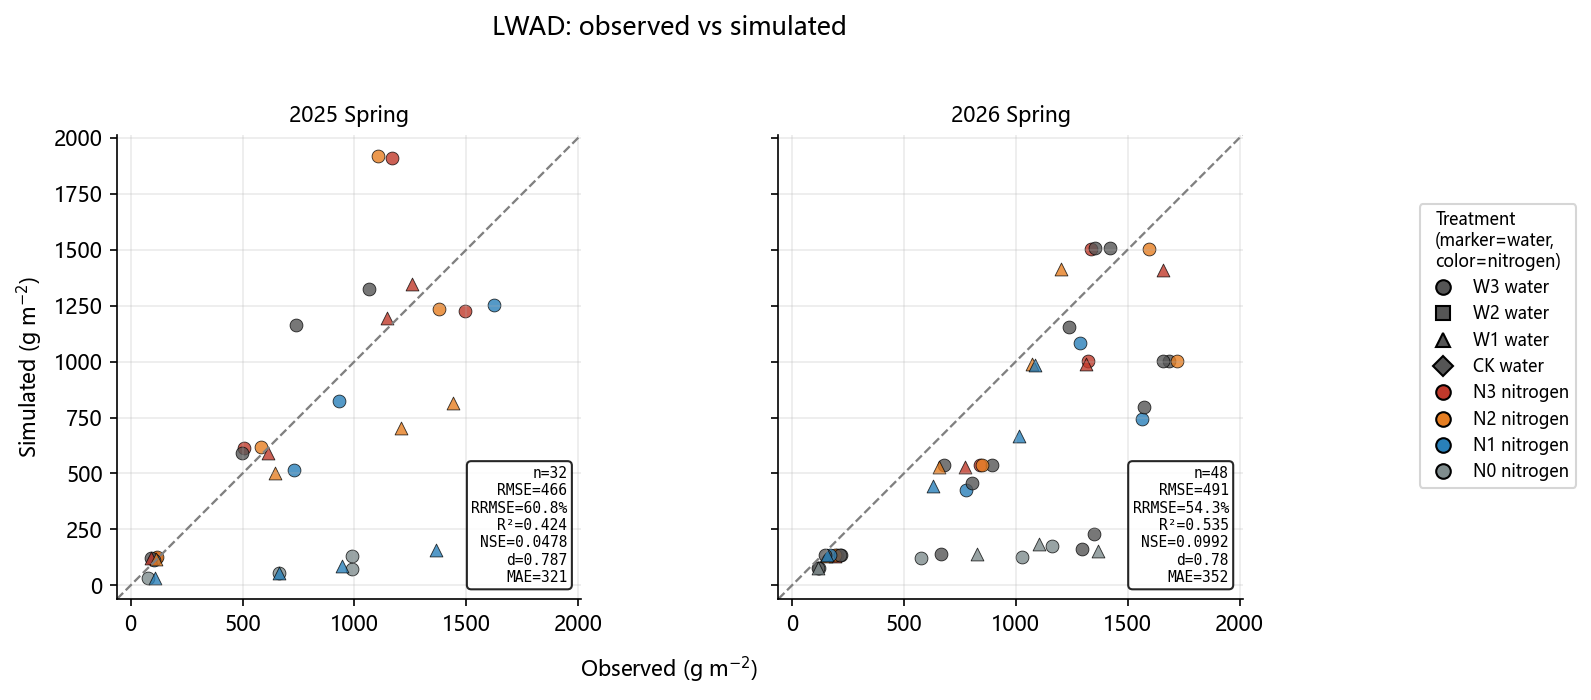 LWAD: observed vs simulated
2025 Spring
2026 Spring
Simulated (g m⁻²)
2000
1750
1500
1250
1000
750
500
250
0
0
500
1000
1500
2000
n=32
RMSE=466
RRMSE=60.8%
R²=0.424
NSE=0.0478
d=0.787
MAE=321
0
500
1000
1500
2000
n=48
RMSE=491
RRMSE=54.3%
R²=0.535
NSE=0.0992
d=0.78
MAE=352
Observed (g m⁻²)
Treatment
(marker=water,
color=nitrogen)
W3 water
W2 water
W1 water
CK water
N3 nitrogen
N2 nitrogen
N1 nitrogen
N0 nitrogen